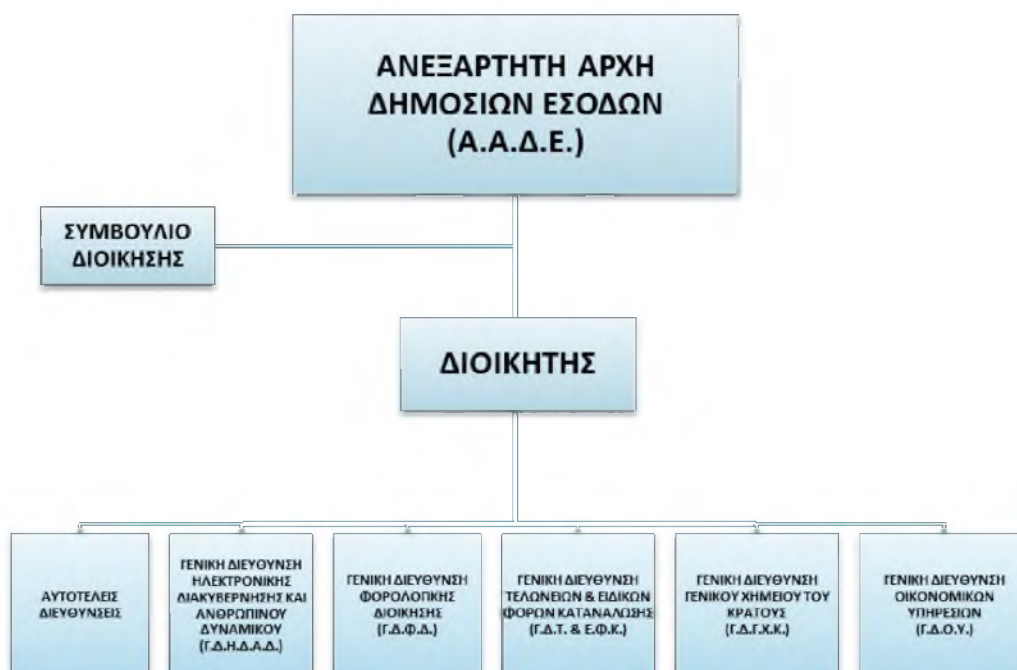 ΑΝΕΞΑΡΤΗΤΗ ΑΡΧΗ
ΔΗΜΟΣΙΩΝ ΕΣΟΔΩΝ
(Α.Α.Δ.Ε.)
ΣΥΜΒΟΥΛΙΟ
ΔΙΟΙΚΗΣΗΣ
ΔΙΟΙΚΗΤΗΣ
ΑΥΤΟΤΕΛΕΙΣ
ΔΙΕΥΘΥΝΣΕΙΣ
ΓΕΝΙΚΗ ΔΙΕΥΘΥΝΣΗ
ΗΛΕΚΤΡΟΝΙΚΗΣ
ΔΙΑΚΥΒΕΡΝΗΣΗΣ ΚΑΙ
ΑΝΘΡΩΠΙΝΟΥ
ΔΥΝΑΜΙΚΟΥ
(Γ.Δ.Η.Δ.Α.Δ.)
ΓΕΝΙΚΗ ΔΙΕΥΘΥΝΣΗ
ΦΟΡΟΛΟΓΙΚΗΣ
ΔΙΟΙΚΗΣΗΣ
(Γ.Δ.Φ.Δ.)
ΓΕΝΙΚΗ ΔΙΕΥΘΥΝΣΗ
ΤΕΛΩΝΕΙΩΝ & ΕΙΔΙΚΩΝ
ΦΟΡΩΝ ΚΑΤΑΝΑΛΩΣΗΣ
(Γ.Δ.Τ. & Ε.Φ.Κ.)
ΓΕΝΙΚΗ ΔΙΕΥΘΥΝΣΗ
ΓΕΝΙΚΟΥ ΧΗΜΕΙΟΥ ΤΟΥ
ΚΡΑΤΟΥΣ
(Γ.Δ.Γ.Χ.Κ.)
ΓΕΝΙΚΗ ΔΙΕΥΘΥΝΣΗ
ΟΙΚΟΝΟΜΙΚΩΝ
ΥΠΗΡΕΣΙΩΝ
(Γ.Δ.Ο.Υ.)